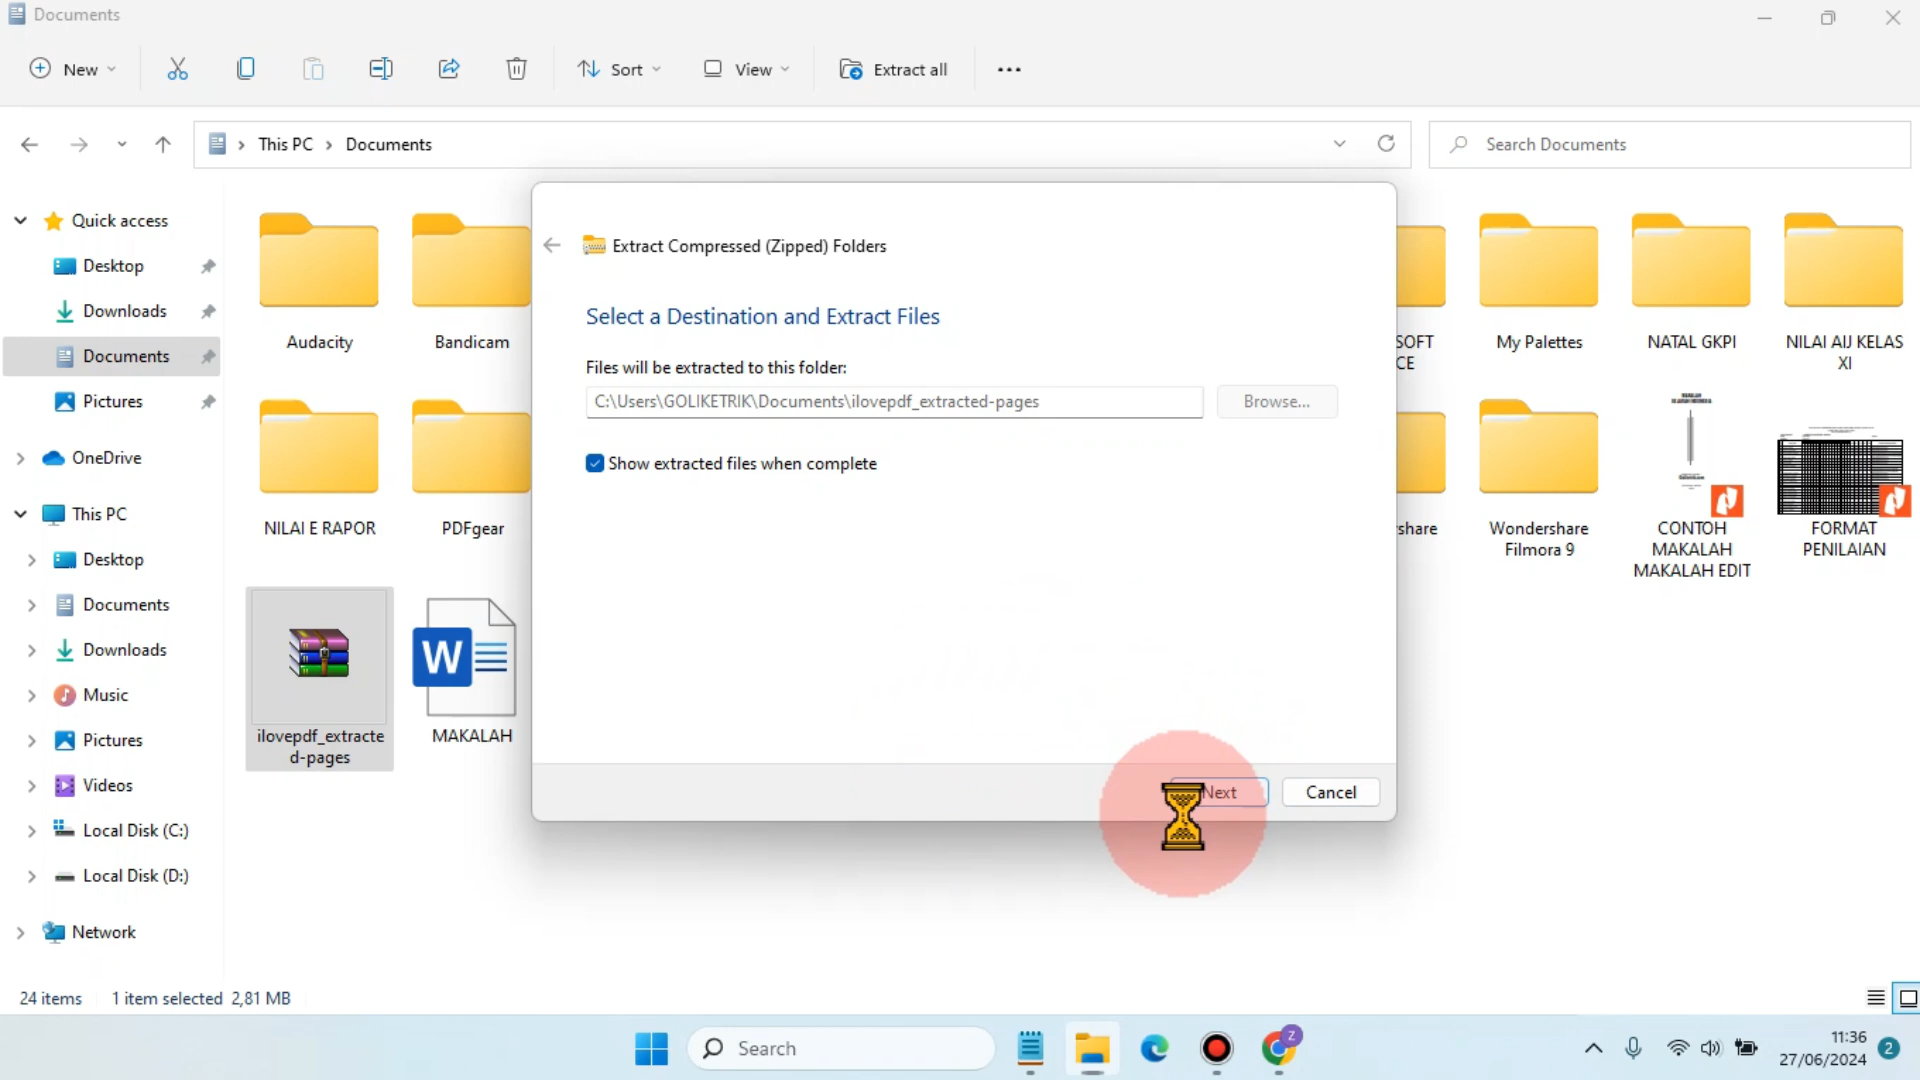 Documents
New
Sort
View
Extract all
This PC
Documents
Search Documents
Quick access
Desktop
Downloads
Documents
Pictures
OneDrive
This PC
Desktop
Documents
Downloads
Music
Pictures
Videos
Local Disk (C:)
Local Disk (D:)
Network
Audacity
Bandicam
SOFT
CE
My Palettes
NATAL GKPI
NILAI AIJ KELAS
XI
NILAI E RAPOR
PDFgear
share
Wondershare
Filmora 9
CONTOH
MAKALAH
MAKALAH EDIT
FORMAT
PENILAIAN
ilovepdf_extracte
d-pages
W
MAKALAH
Extract Compressed (Zipped) Folders
Select a Destination and Extract Files
Files will be extracted to this folder:
C:\Users\GOLIKETRIK\Documents\ilovepdf_extracted-pages
Browse...
Show extracted files when complete
Next
Cancel
24 items
1 item selected 2,81 MB
Search
Z
11:36
27/06/2024
2